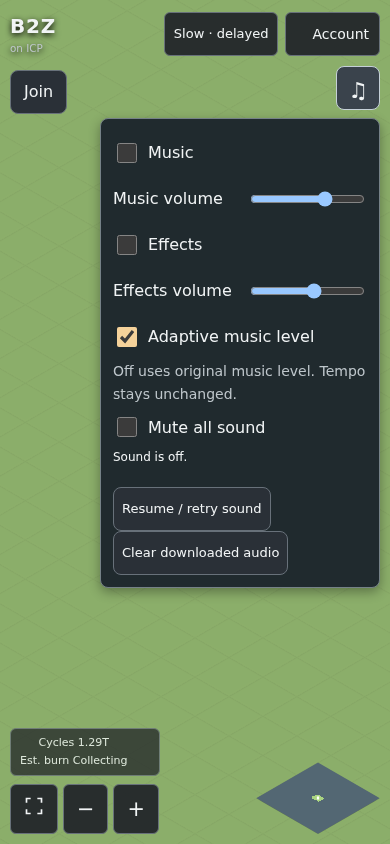 B2Z
on ICP
Slow · delayed
Account
Join
Music
Music volume
Effects
Effects volume
Adaptive music level
Off uses original music level. Tempo
stays unchanged.
Mute all sound
Sound is off.
Resume / retry sound
Clear downloaded audio
Cycles 1.29T
Est. burn Collecting